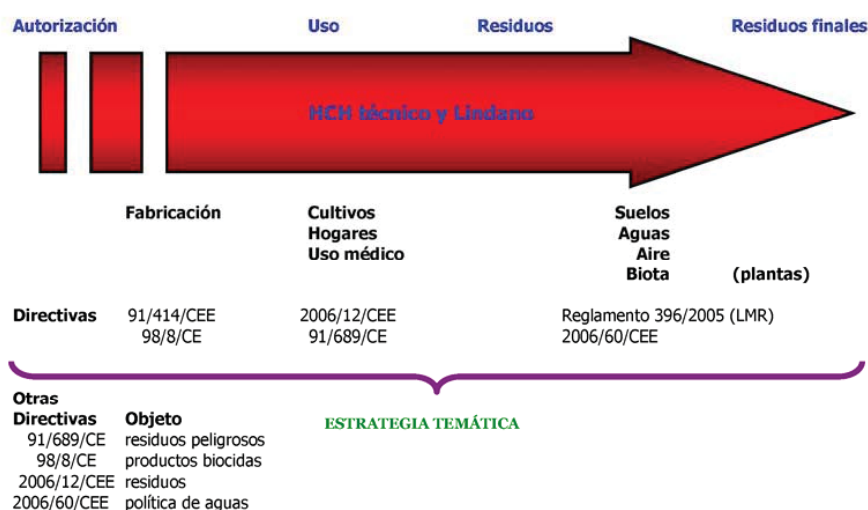 Autorización Uso Residuos Residuos finales
HCH técnico y Lindano
Fabricación Cultivos Suelos
Hogares Aguas
Uso médico Aire
Biota (plantas)
Directivas 91/414/CEE 2006/12/CEE Reglamento 396/2005 (LMR)
98/8/CE 91/689/CE 2006/60/CEE
Otras
Directivas Objeto ESTRATEGIA TEMÁTICA
91/689/CE residuos peligrosos
98/8/CE productos biocidas
2006/12/CEE residuos
2006/60/CEE política de aguas